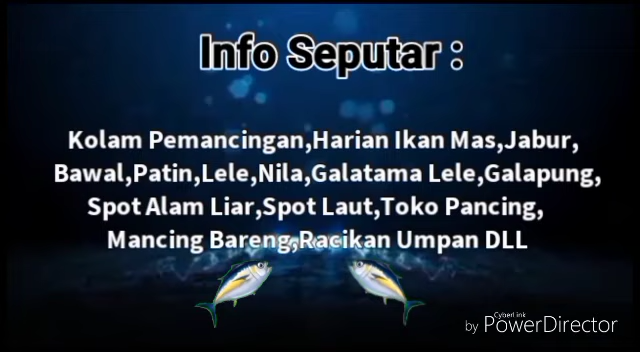 Info Seputar :
Kolam Pemancingan,Harian Ikan Mas,Jabur,
Bawal,Patin,Lele,Nila,Galatama Lele,Galapung,
Spot Alam Liar,Spot Laut,Toko Pancing,
Mancing Bareng,Racikan Umpan DLL
CyberLink
by PowerDirector